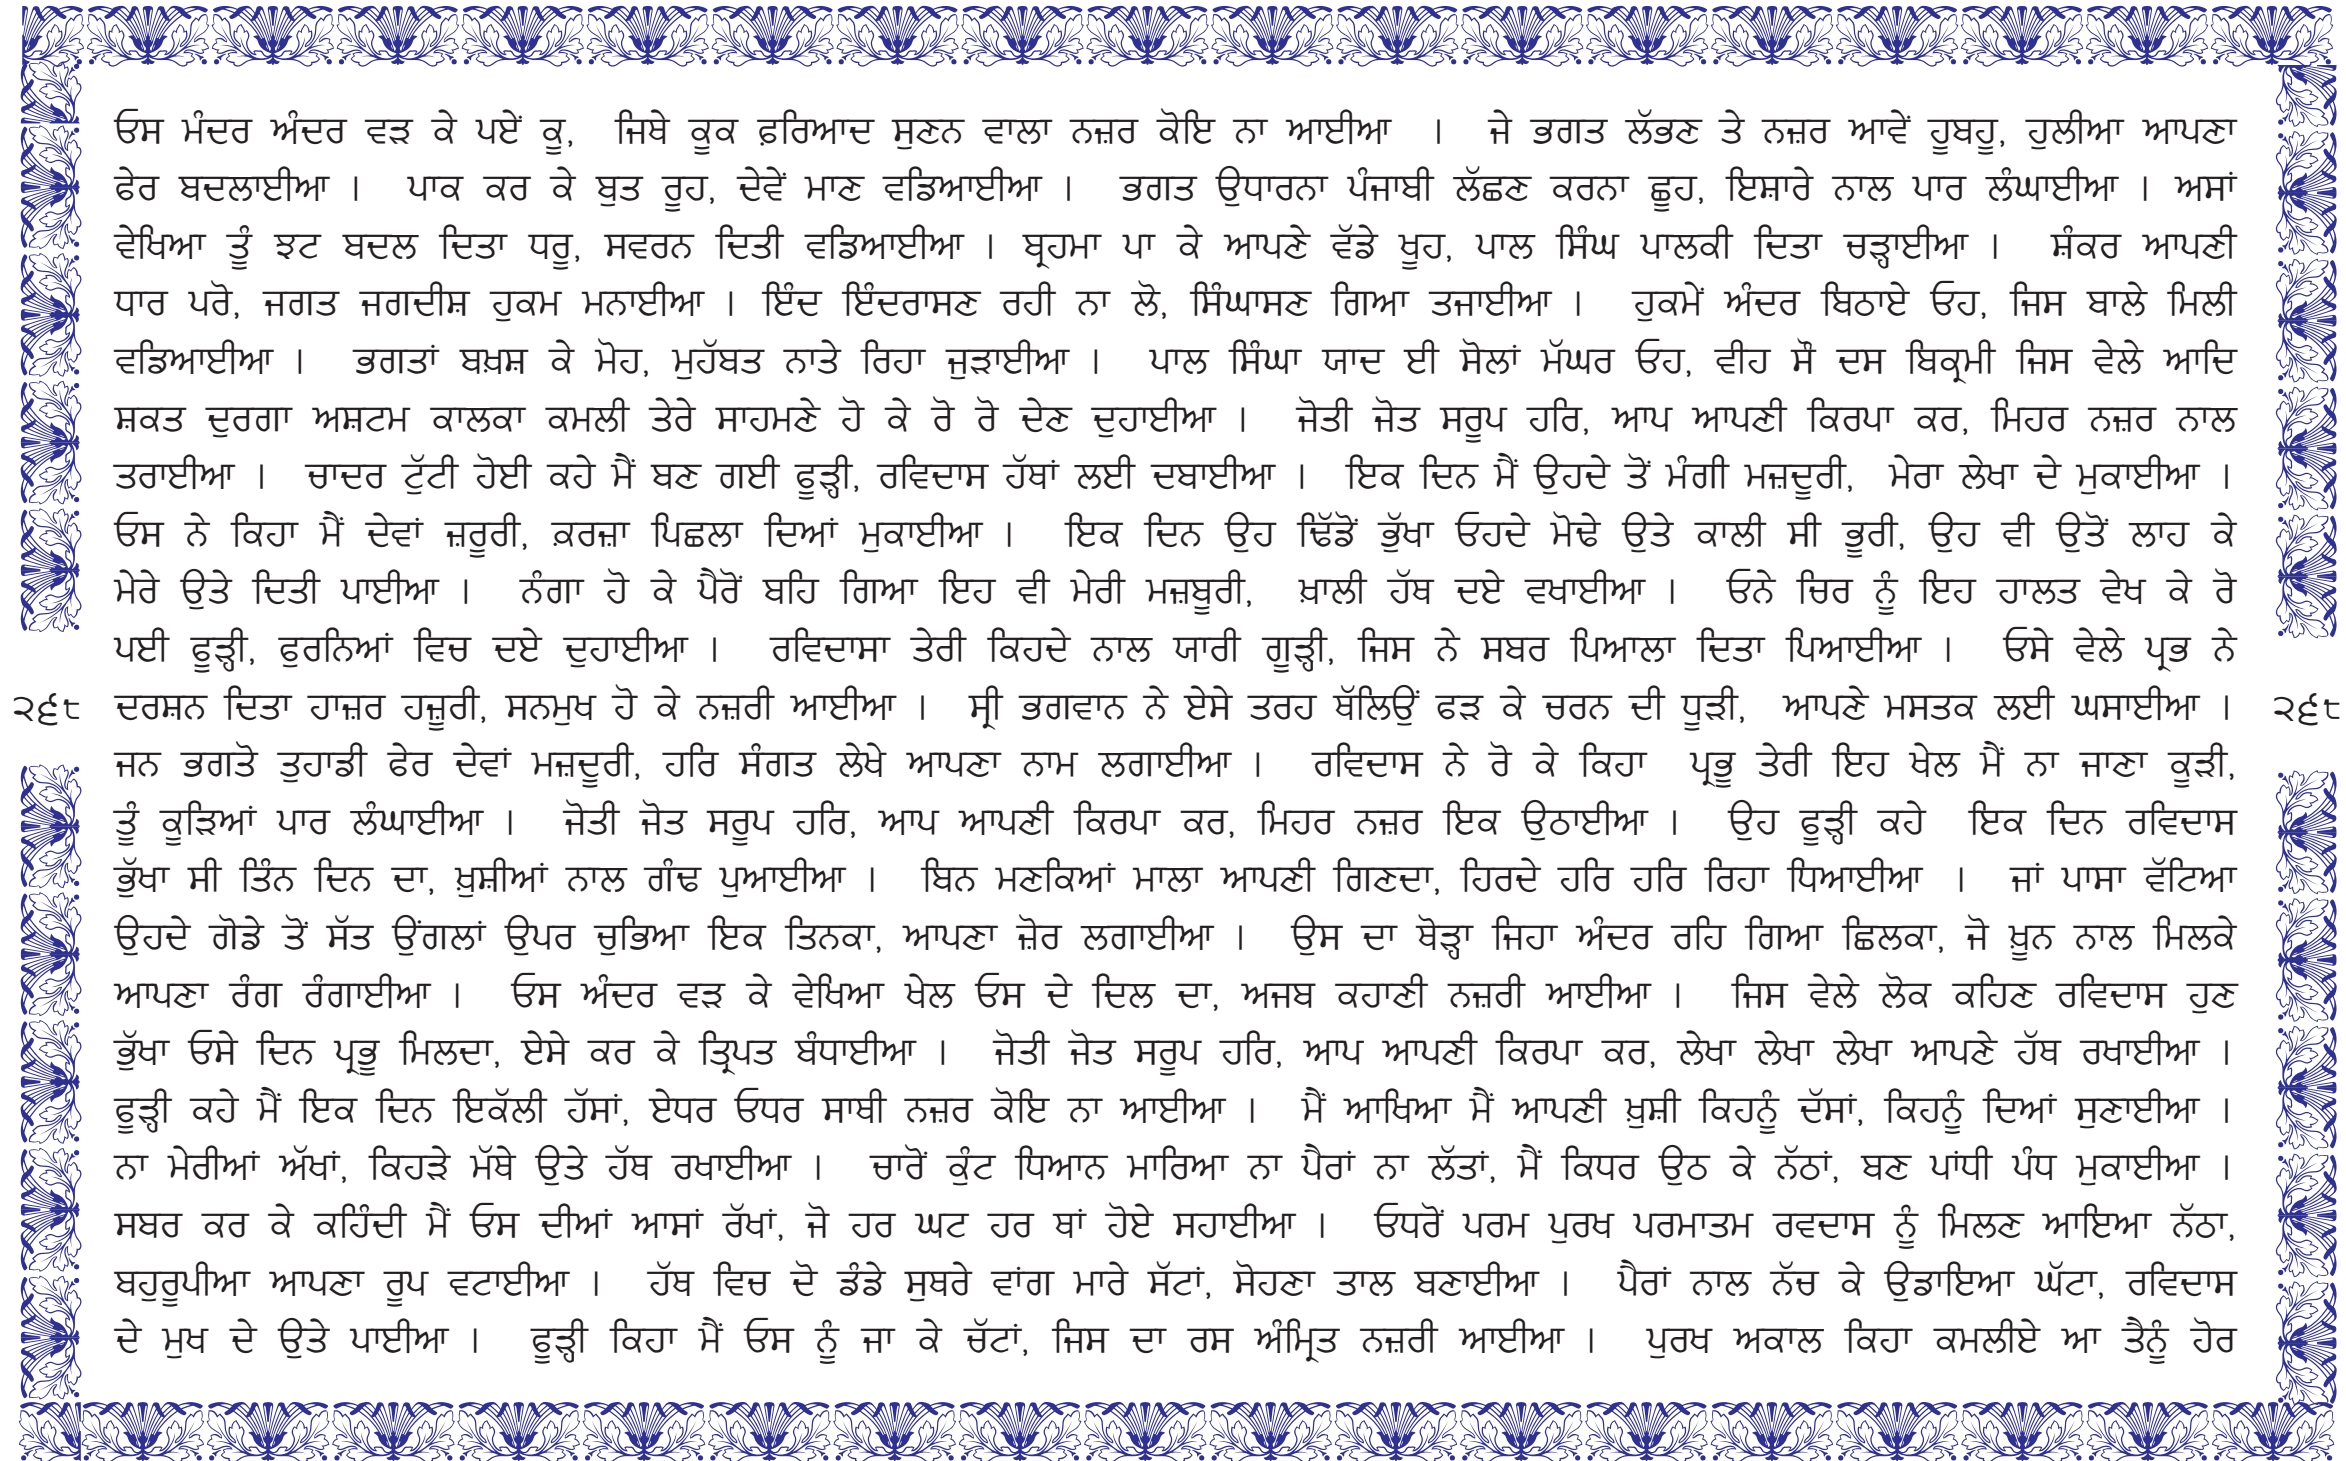 ਓਸ ਮੰਦਰ ਅੰਦਰ ਵੜ ਕੇ ਪਏਂ ਕੂ, ਜਿਥੇ ਕੂਕ ਫ਼ਰਿਆਦ ਸੁਣਨ ਵਾਲਾ ਨਜ਼ਰ ਕੋਇ ਨਾ ਆਈਆ । ਜੇ ਭਗਤ ਲੱਭਣ ਤੇ ਨਜ਼ਰ ਆਵੇਂ ਹੂਬਹੂ, ਹੁਲੀਆ ਆਪਣਾ
ਫੇਰ ਬਦਲਾਈਆ । ਪਾਕ ਕਰ ਕੇ ਬੁਤ ਰੂਹ, ਦੇਵੇਂ ਮਾਣ ਵਡਿਆਈਆ । ਭਗਤ ਉਧਾਰਨਾ ਪੰਜਾਬੀ ਲੱਛਣ ਕਰਨਾ ਛੂਹ, ਇਸ਼ਾਰੇ ਨਾਲ ਪਾਰ ਲੰਘਾਈਆ । ਅਸਾਂ
ਵੇਖਿਆ ਤੂੰ ਝਟ ਬਦਲ ਦਿਤਾ ਧਰੂ, ਸਵਰਨ ਦਿਤੀ ਵਡਿਆਈਆ । ਬ੍ਰਹਮਾ ਪਾ ਕੇ ਆਪਣੇ ਵੱਡੇ ਖੂਹ, ਪਾਲ ਸਿੰਘ ਪਾਲਕੀ ਦਿਤਾ ਚੜ੍ਹਾਈਆ । ਸ਼ੰਕਰ ਆਪਣੀ
ਧਾਰ ਪਰੋ, ਜਗਤ ਜਗਦੀਸ਼ ਹੁਕਮ ਮਨਾਈਆ । ਇੰਦ ਇੰਦਰਾਸਣ ਰਹੀ ਨਾ ਲੋ, ਸਿੰਘਾਸਣ ਗਿਆ ਤਜਾਈਆ । ਹੁਕਮੇਂ ਅੰਦਰ ਬਿਠਾਏ ਓਹ, ਜਿਸ ਬਾਲੇ ਮਿਲੀ
ਵਡਿਆਈਆ । ਭਗਤਾਂ ਬਖ਼ਸ਼ ਕੇ ਮੋਹ, ਮੁਹੱਬਤ ਨਾਤੇ ਰਿਹਾ ਜੁੜਾਈਆ । ਪਾਲ ਸਿੰਘਾ ਯਾਦ ਈ ਸੋਲਾਂ ਮੱਘਰ ਓਹ, ਵੀਹ ਸੌ ਦਸ ਬਿਕ੍ਰਮੀ ਜਿਸ ਵੇਲੇ ਆਦਿ
ਸ਼ਕਤ ਦੁਰਗਾ ਅਸ਼ਟਮ ਕਾਲਕਾ ਕਮਲੀ ਤੇਰੇ ਸਾਹਮਣੇ ਹੋ ਕੇ ਰੋ ਰੋ ਦੇਣ ਦੁਹਾਈਆ । ਜੋਤੀ ਜੋਤ ਸਰੂਪ ਹਰਿ, ਆਪ ਆਪਣੀ ਕਿਰਪਾ ਕਰ, ਮਿਹਰ ਨਜ਼ਰ ਨਾਲ
ਤਰਾਈਆ । ਚਾਦਰ ਟੁੱਟੀ ਹੋਈ ਕਹੇ ਮੈਂ ਬਣ ਗਈ ਫੂੜ੍ਹੀ, ਰਵਿਦਾਸ ਹੱਥਾਂ ਲਈ ਦਬਾਈਆ । ਇਕ ਦਿਨ ਮੈਂ ਉਹਦੇ ਤੋਂ ਮੰਗੀ ਮਜ਼ਦੂਰੀ, ਮੇਰਾ ਲੇਖਾ ਦੇ ਮੁਕਾਈਆ ।
ਓਸ ਨੇ ਕਿਹਾ ਮੈਂ ਦੇਵਾਂ ਜ਼ਰੂਰੀ, ਕ਼ਰਜ਼ਾ ਪਿਛਲਾ ਦਿਆਂ ਮੁਕਾਈਆ । ਇਕ ਦਿਨ ਉਹ ਢਿੱਡੋਂ ਭੁੱਖਾ ਓਹਦੇ ਮੋਢੇ ਉਤੇ ਕਾਲੀ ਸੀ ਭੂਰੀ, ਉਹ ਵੀ ਉਤੋਂ ਲਾਹ ਕੇ
ਮੇਰੇ ਉਤੇ ਦਿਤੀ ਪਾਈਆ । ਨੰਗਾ ਹੋ ਕੇ ਪੈਰੋਂ ਬਹਿ ਗਿਆ ਇਹ ਵੀ ਮੇਰੀ ਮਜ਼ਬੂਰੀ, ਖ਼ਾਲੀ ਹੱਥ ਦਏ ਵਖਾਈਆ । ਓਨੇ ਚਿਰ ਨੂੰ ਇਹ ਹਾਲਤ ਵੇਖ ਕੇ ਰੋ
ਪਈ ਫੂੜ੍ਹੀ, ਫੁਰਨਿਆਂ ਵਿਚ ਦਏ ਦੁਹਾਈਆ । ਰਵਿਦਾਸਾ ਤੇਰੀ ਕਿਹਦੇ ਨਾਲ ਯਾਰੀ ਗੂੜ੍ਹੀ, ਜਿਸ ਨੇ ਸਬਰ ਪਿਆਲਾ ਦਿਤਾ ਪਿਆਈਆ । ਓਸੇ ਵੇਲੇ ਪ੍ਰਭ ਨੇ
੨੬੮ ਦਰਸ਼ਨ ਦਿਤਾ ਹਾਜ਼ਰ ਹਜ਼ੂਰੀ, ਸਨਮੁਖ ਹੋ ਕੇ ਨਜ਼ਰੀ ਆਈਆ । ਸ੍ਰੀ ਭਗਵਾਨ ਨੇ ਏਸੇ ਤਰਹ ਥੱਲਿਉਂ ਫੜ ਕੇ ਚਰਨ ਦੀ ਧੂੜੀ, ਆਪਣੇ ਮਸਤਕ ਲਈ ਘਸਾਈਆ । ੨੬੮
ਜਨ ਭਗਤੋ ਤੁਹਾਡੀ ਫੇਰ ਦੇਵਾਂ ਮਜ਼ਦੂਰੀ, ਹਰਿ ਸੰਗਤ ਲੇਖੇ ਆਪਣਾ ਨਾਮ ਲਗਾਈਆ । ਰਵਿਦਾਸ ਨੇ ਰੋ ਕੇ ਕਿਹਾ ਪ੍ਰਭੂ ਤੇਰੀ ਇਹ ਖੇਲ ਮੈਂ ਨਾ ਜਾਣਾ ਕੂੜੀ,
ਤੂੰ ਕੂੜਿਆਂ ਪਾਰ ਲੰਘਾਈਆ । ਜੋਤੀ ਜੋਤ ਸਰੂਪ ਹਰਿ, ਆਪ ਆਪਣੀ ਕਿਰਪਾ ਕਰ, ਮਿਹਰ ਨਜ਼ਰ ਇਕ ਉਠਾਈਆ । ਉਹ ਫੂੜ੍ਹੀ ਕਹੇ ਇਕ ਦਿਨ ਰਵਿਦਾਸ
ਭੁੱਖਾ ਸੀ ਤਿੰਨ ਦਿਨ ਦਾ, ਖ਼ੁਸ਼ੀਆਂ ਨਾਲ ਗੰਢ ਪੁਆਈਆ । ਬਿਨ ਮਣਕਿਆਂ ਮਾਲਾ ਆਪਣੀ ਗਿਣਦਾ, ਹਿਰਦੇ ਹਰਿ ਹਰਿ ਰਿਹਾ ਧਿਆਈਆ । ਜਾਂ ਪਾਸਾ ਵੱਟਿਆ
ਉਹਦੇ ਗੋਡੇ ਤੋਂ ਸੱਤ ਉਂਗਲਾਂ ਉਪਰ ਚੁਭਿਆ ਇਕ ਤਿਨਕਾ, ਆਪਣਾ ਜ਼ੋਰ ਲਗਾਈਆ । ਉਸ ਦਾ ਥੋੜ੍ਹਾ ਜਿਹਾ ਅੰਦਰ ਰਹਿ ਗਿਆ ਛਿਲਕਾ, ਜੋ ਖ਼ੂਨ ਨਾਲ ਮਿਲਕੇ
ਆਪਣਾ ਰੰਗ ਰੰਗਾਈਆ । ਓਸ ਅੰਦਰ ਵੜ ਕੇ ਵੇਖਿਆ ਖੇਲ ਓਸ ਦੇ ਦਿਲ ਦਾ, ਅਜਬ ਕਹਾਣੀ ਨਜ਼ਰੀ ਆਈਆ । ਜਿਸ ਵੇਲੇ ਲੋਕ ਕਹਿਣ ਰਵਿਦਾਸ ਹੁਣ
ਭੁੱਖਾ ਓਸੇ ਦਿਨ ਪ੍ਰਭੂ ਮਿਲਦਾ, ਏਸੇ ਕਰ ਕੇ ਤ੍ਰਿਪਤ ਬੰਧਾਈਆ । ਜੋਤੀ ਜੋਤ ਸਰੂਪ ਹਰਿ, ਆਪ ਆਪਣੀ ਕਿਰਪਾ ਕਰ, ਲੇਖਾ ਲੇਖਾ ਲੇਖਾ ਆਪਣੇ ਹੱਥ ਰਖਾਈਆ ।
ਫੂੜ੍ਹੀ ਕਹੇ ਮੈਂ ਇਕ ਦਿਨ ਇਕੱਲੀ ਹੱਸਾਂ, ਏਧਰ ਓਧਰ ਸਾਥੀ ਨਜ਼ਰ ਕੋਇ ਨਾ ਆਈਆ । ਮੈਂ ਆਖਿਆ ਮੈਂ ਆਪਣੀ ਖ਼ੁਸ਼ੀ ਕਿਹਨੂੰ ਦੱਸਾਂ, ਕਿਹਨੂੰ ਦਿਆਂ ਸੁਣਾਈਆ ।
ਨਾ ਮੇਰੀਆਂ ਅੱਖਾਂ, ਕਿਹੜੇ ਮੱਥੇ ਉਤੇ ਹੱਥ ਰਖਾਈਆ । ਚਾਰੋਂ ਕੁੰਟ ਧਿਆਨ ਮਾਰਿਆ ਨਾ ਪੈਰਾਂ ਨਾ ਲੱਤਾਂ, ਮੈਂ ਕਿਧਰ ਉਠ ਕੇ ਨੱਠਾਂ, ਬਣ ਪਾਂਧੀ ਪੰਧ ਮੁਕਾਈਆ ।
ਸਬਰ ਕਰ ਕੇ ਕਹਿੰਦੀ ਮੈਂ ਓਸ ਦੀਆਂ ਆਸਾਂ ਰੱਖਾਂ, ਜੋ ਹਰ ਘਟ ਹਰ ਥਾਂ ਹੋਏ ਸਹਾਈਆ । ਓਧਰੋਂ ਪਰਮ ਪੁਰਖ ਪਰਮਾਤਮ ਰਵਦਾਸ ਨੂੰ ਮਿਲਣ ਆਇਆ ਨੱਠਾ,
ਬਹੁਰੂਪੀਆ ਆਪਣਾ ਰੂਪ ਵਟਾਈਆ । ਹੱਥ ਵਿਚ ਦੋ ਡੰਡੇ ਸੁਥਰੇ ਵਾਂਗ ਮਾਰੇ ਸੱਟਾਂ, ਸੋਹਣਾ ਤਾਲ ਬਣਾਈਆ । ਪੈਰਾਂ ਨਾਲ ਨੱਚ ਕੇ ਉਡਾਇਆ ਘੱਟਾ, ਰਵਿਦਾਸ
ਦੇ ਮੁਖ ਦੇ ਉਤੇ ਪਾਈਆ । ਫੂੜ੍ਹੀ ਕਿਹਾ ਮੈਂ ਓਸ ਨੂੰ ਜਾ ਕੇ ਚੱਟਾਂ, ਜਿਸ ਦਾ ਰਸ ਅੰਮ੍ਰਿਤ ਨਜ਼ਰੀ ਆਈਆ । ਪੁਰਖ ਅਕਾਲ ਕਿਹਾ ਕਮਲੀਏ ਆ ਤੈਨੂੰ ਹੋਰ